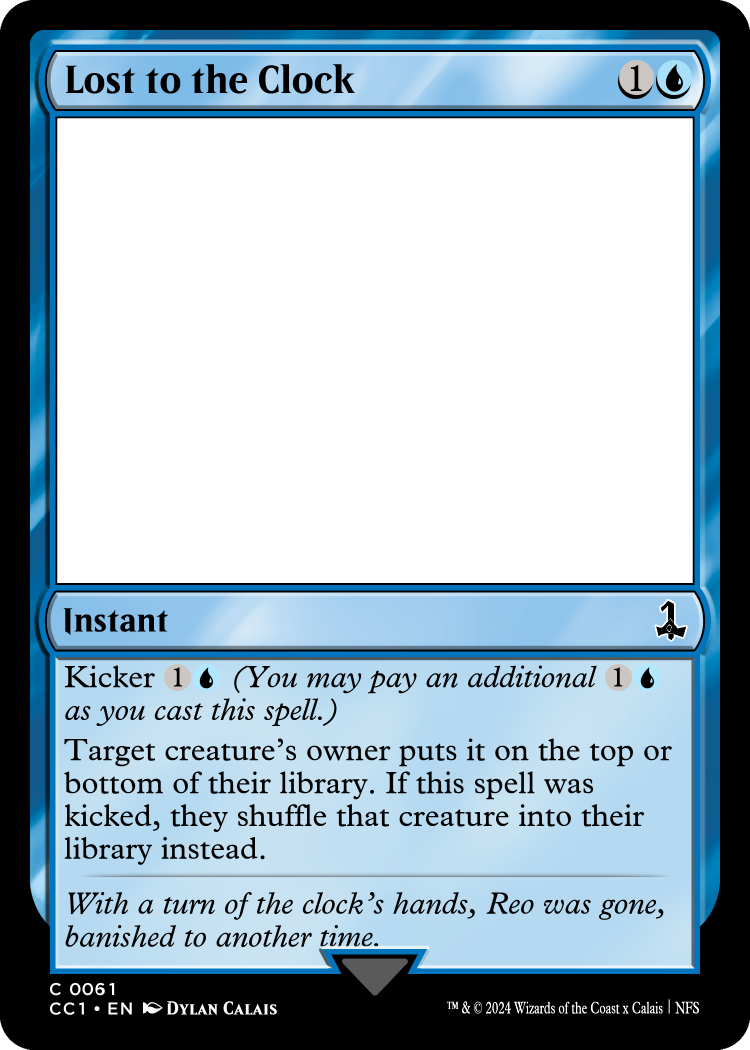 Lost to the Clock 1
Instant
Kicker 1 (You may pay an additional 1
as you cast this spell.)
Target creature's owner puts it on the top or
bottom of their library. If this spell was
kicked, they shuffle that creature into their
library instead.
With a turn of the clock's hands, Reo was gone,
banished to another time.
C 0061
CC1 • EN Dylan Calais
™ & © 2024 Wizards of the Coast x Calais | NFS